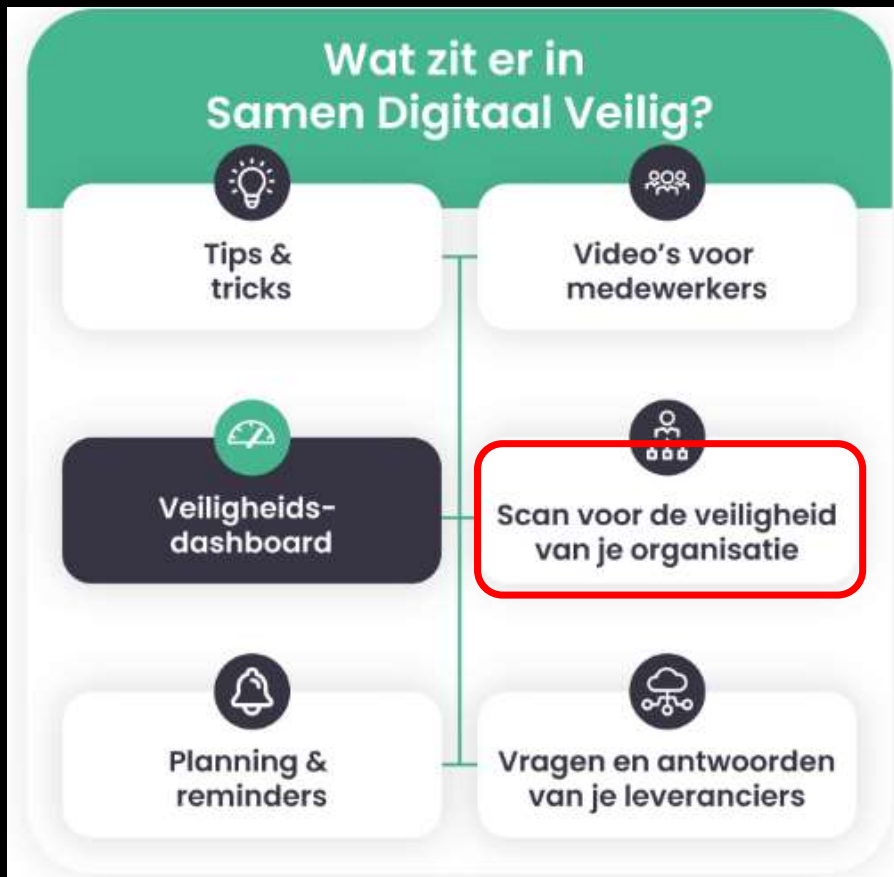 Wat zit er in
Samen Digitaal Veilig?
Tips &
tricks
Video's voor
medewerkers
Veiligheids-
dashboard
Scan voor de veiligheid
van je organisatie
Planning &
reminders
Vragen en antwoorden
van je leveranciers